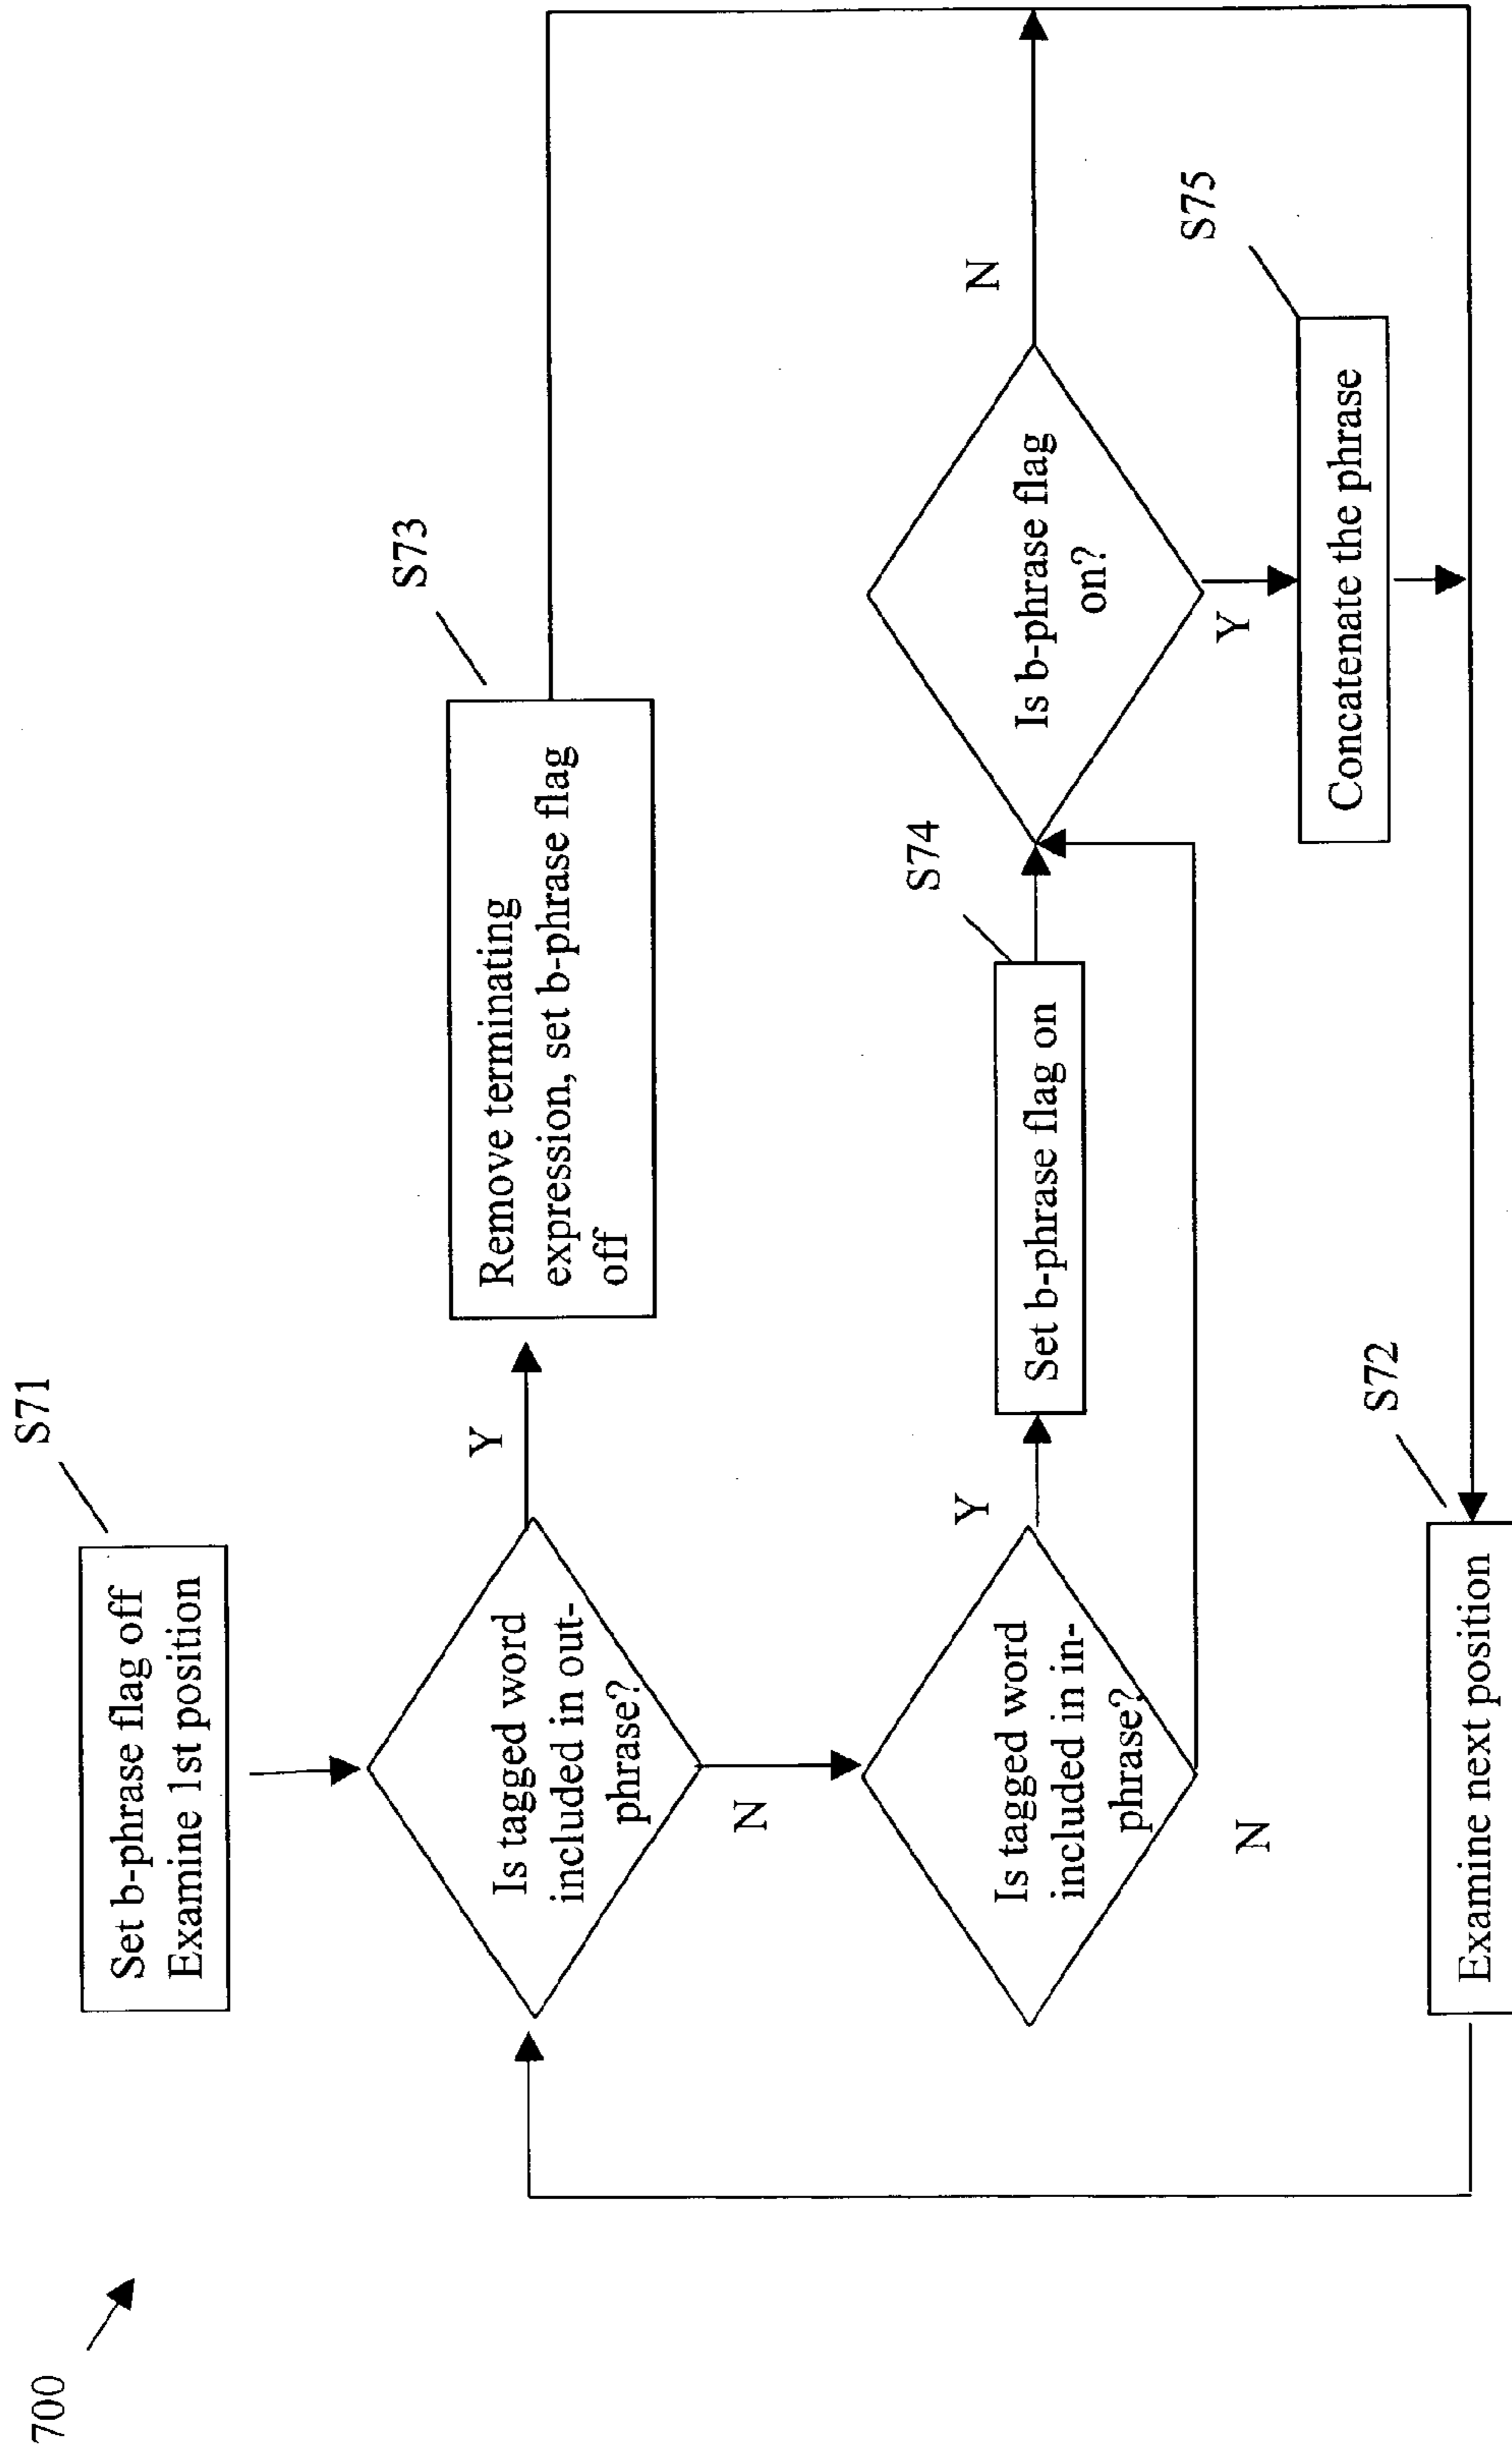 700
S71
Set b-phrase flag off
Examine 1st position
Is tagged word
included in out-
phrase?
Y
S73
Remove terminating
expression, set b-phrase flag
off
N
Is tagged word
included in in-
phrase?
Y
S74
Set b-phrase flag on
N
Is b-phrase flag
on?
N
Y
S75
Concatenate the phrase
S72
Examine next position